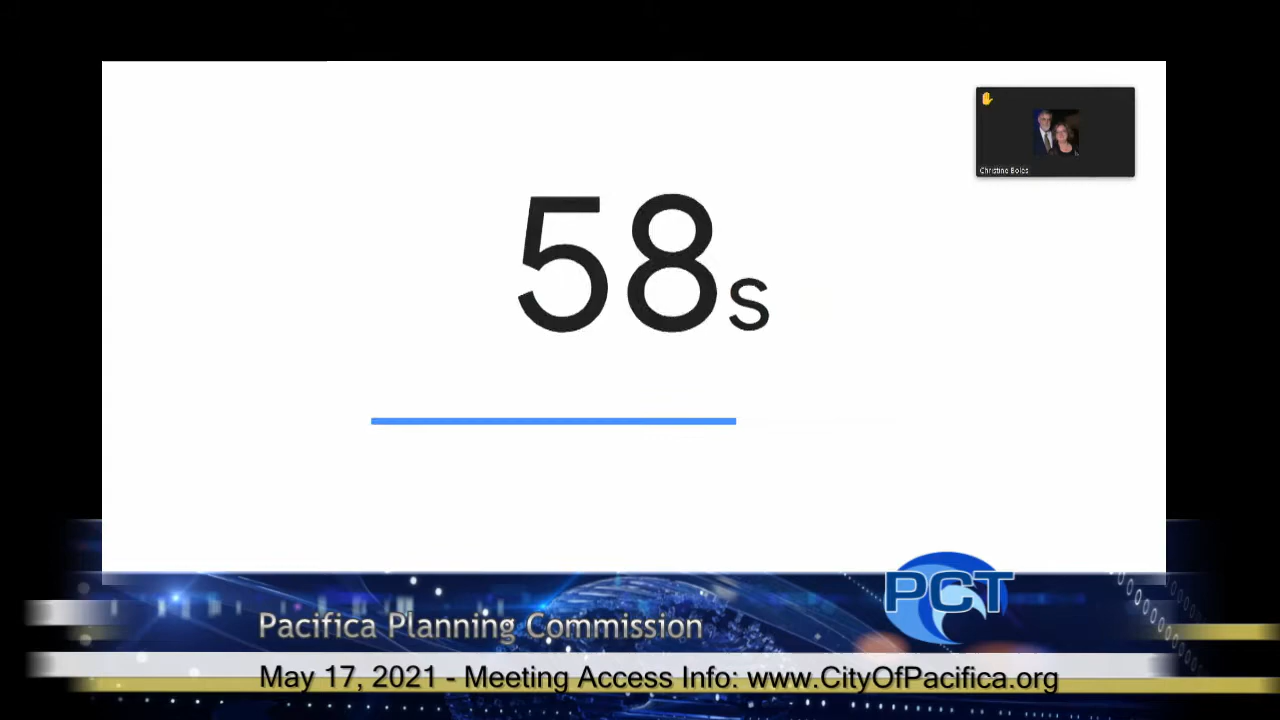 58s
Christine Boles
PCT
Pacifica Planning Commission
May 17, 2021 - Meeting Access Info: www.CityOfPacifica.org